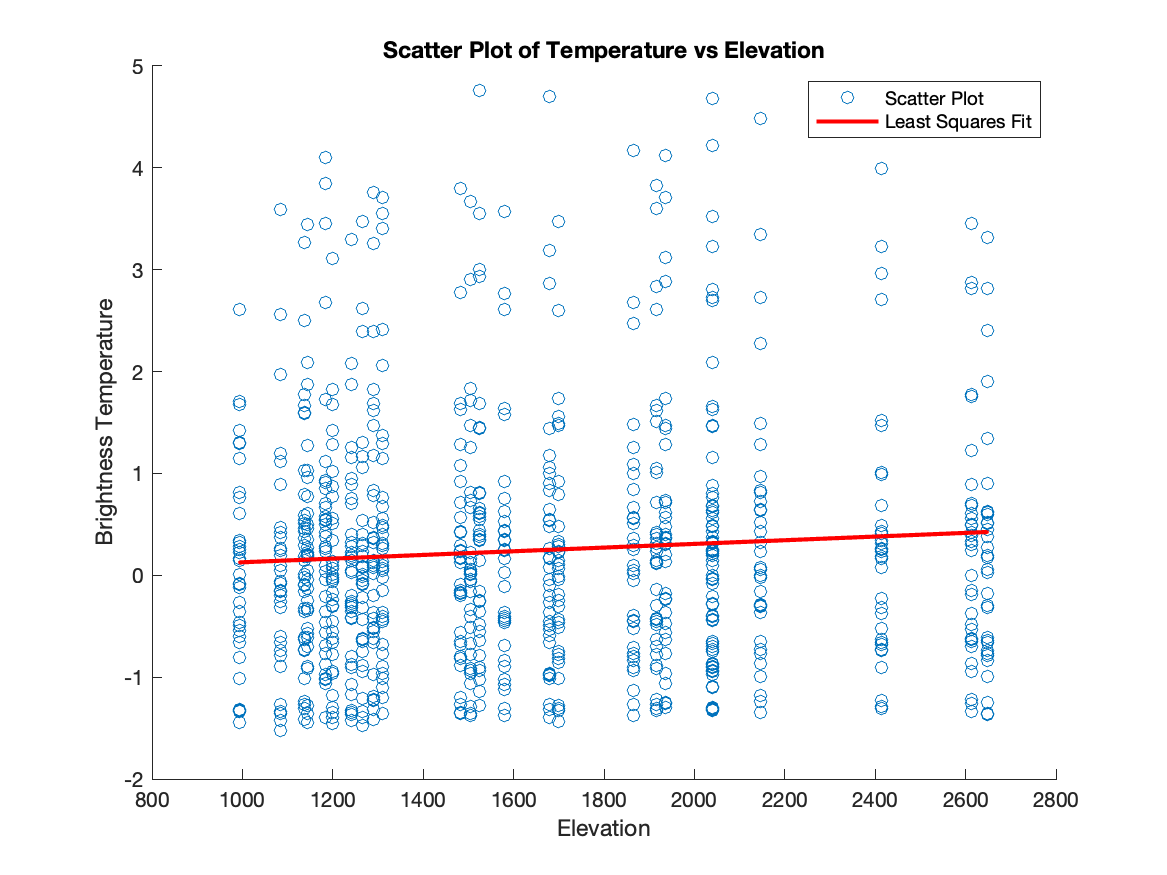 Scatter Plot of Temperature vs Elevation
Scatter Plot
Least Squares Fit
5
4
3
2
1
0
-1
-2
Brightness Temperature
800 1000 1200 1400 1600 1800 2000 2200 2400 2600 2800
Elevation